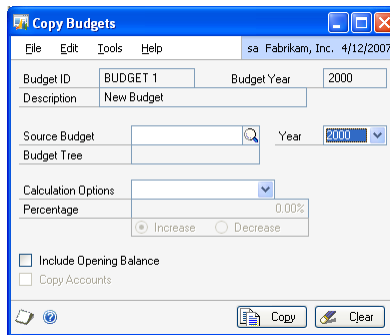 Copy Budgets
File Edit Tools Help sa Fabrikam, Inc. 4/12/2007
Budget ID BUDGET 1 Budget Year 2000
Description New Budget
Source Budget Year 2000
Budget Tree
Calculation Options
Percentage 0.00%
Increase Decrease
Include Opening Balance
Copy Accounts
Copy Clear